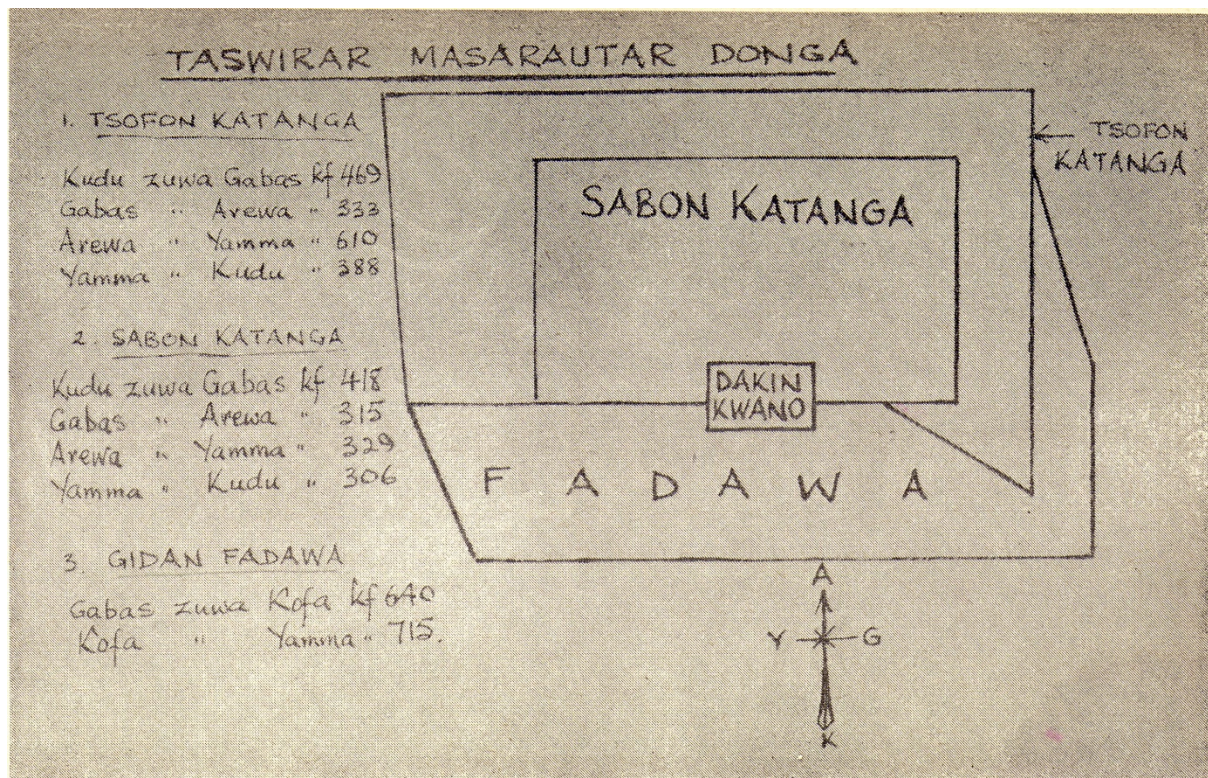 TASWIRAR MASARAUTAR DONGA
1. TSOFON KATANGA
Kudu zuwa Gabas kf 469
Gabas " Arewa " 333
Arewa " Yamma " 610
Yamma " Kudu " 388
2. SABON KATANGA
Kudu zuwa Gabas kf 418
Gabas " Arewa " 315
Arewa " Yamma " 329
Yamma " Kudu " 306
3. GIDAN FADAWA
Gabas zuwa Kofa kf 640
Kofa " Yamma " 715.
TSOFON
KATANGA
SABON KATANGA
DAKIN
KWANO
FADAWA
A
Y G
K